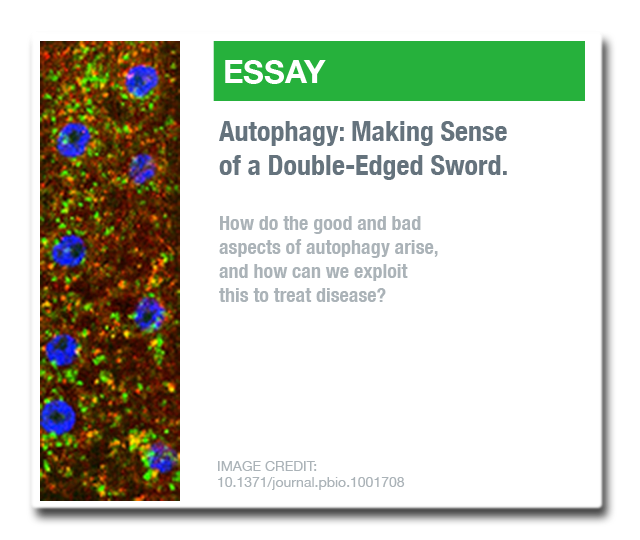 ESSAY
Autophagy: Making Sense
of a Double-Edged Sword.
How do the good and bad
aspects of autophagy arise,
and how can we exploit
this to treat disease?
IMAGE CREDIT:
10.1371/journal.pbio.1001708